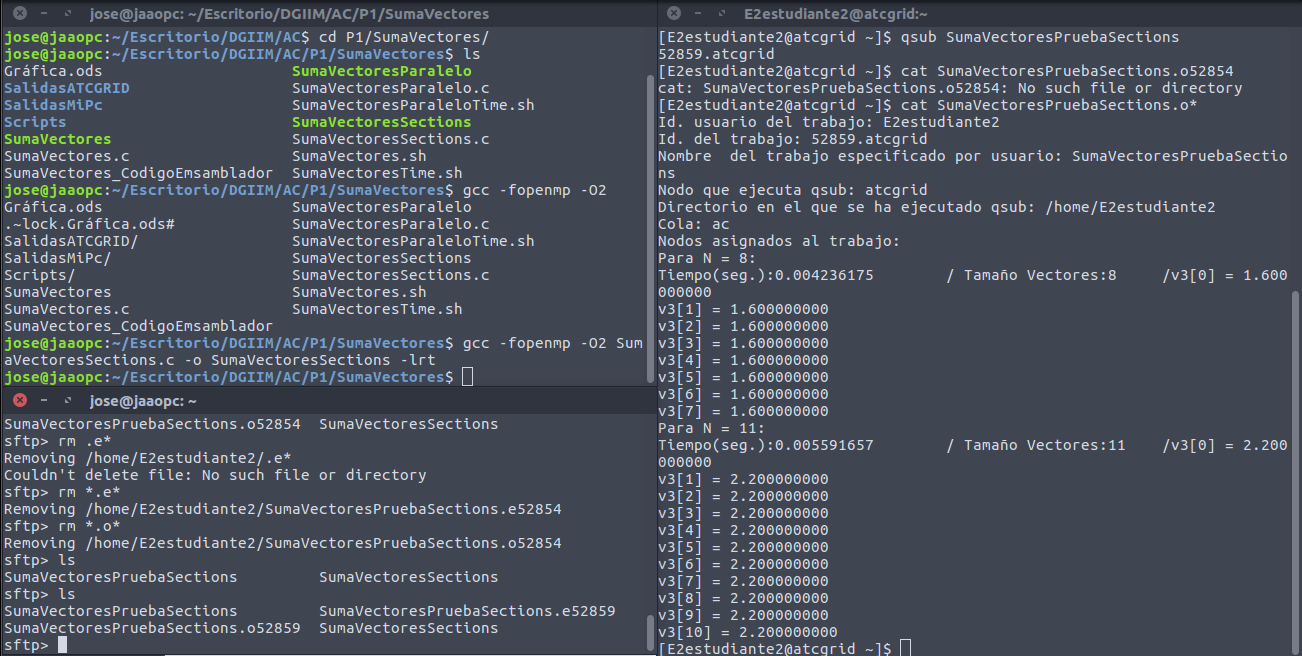 jose@jaaopc: ~/Escritorio/DGIIM/AC/P1/SumaVectores
jose@jaaopc:~/Escritorio/DGIIM/AC$ cd P1/SumaVectores/
jose@jaaopc:~/Escritorio/DGIIM/AC/P1/SumaVectores$ ls
Gráfica.ods                     SumaVectoresParalelo
SalidasATCGRID                  SumaVectoresParalelo.c
SalidasMiPc                     SumaVectoresParaleloTime.sh
Scripts                         SumaVectoresSections
SumaVectores                    SumaVectoresSections.c
SumaVectores.c                  SumaVectores.sh
SumaVectores_CodigoEmsamblador  SumaVectoresTime.sh
jose@jaaopc:~/Escritorio/DGIIM/AC/P1/SumaVectores$ gcc -fopenmp -O2
Gráfica.ods                     SumaVectoresParalelo
.~lock.Gráfica.ods#             SumaVectoresParalelo.c
SalidasATCGRID/                 SumaVectoresParaleloTime.sh
SalidasMiPc/                    SumaVectoresSections
Scripts/                        SumaVectoresSections.c
SumaVectores                    SumaVectores.sh
SumaVectores.c                  SumaVectoresTime.sh
SumaVectores_CodigoEmsamblador
jose@jaaopc:~/Escritorio/DGIIM/AC/P1/SumaVectores$ gcc -fopenmp -O2 Sum
aVectoresSections.c -o SumaVectoresSections -lrt
jose@jaaopc:~/Escritorio/DGIIM/AC/P1/SumaVectores$
jose@jaaopc: ~
SumaVectoresPruebaSections.o52854  SumaVectoresSections
sftp> rm .e*
Removing /home/E2estudiante2/.e*
Couldn't delete file: No such file or directory
sftp> rm *.e*
Removing /home/E2estudiante2/SumaVectoresPruebaSections.e52854
sftp> rm *.o*
Removing /home/E2estudiante2/SumaVectoresPruebaSections.o52854
sftp> ls
SumaVectoresPruebaSections         SumaVectoresSections
sftp> ls
SumaVectoresPruebaSections         SumaVectoresPruebaSections.e52859
SumaVectoresPruebaSections.o52859  SumaVectoresSections
sftp>
E2estudiante2@atcgrid:~
[E2estudiante2@atcgrid ~]$ qsub SumaVectoresPruebaSections
52859.atcgrid
[E2estudiante2@atcgrid ~]$ cat SumaVectoresPruebaSections.o52854
cat: SumaVectoresPruebaSections.o52854: No such file or directory
[E2estudiante2@atcgrid ~]$ cat SumaVectoresPruebaSections.o*
Id. usuario del trabajo: E2estudiante2
Id. del trabajo: 52859.atcgrid
Nombre  del trabajo especificado por usuario: SumaVectoresPruebaSectio
ns
Nodo que ejecuta qsub: atcgrid
Directorio en el que se ha ejecutado qsub: /home/E2estudiante2
Cola: ac
Nodos asignados al trabajo:
Para N = 8:
Tiempo(seg.):0.004236175        / Tamaño Vectores:8     /v3[0] = 1.600
000000
v3[1] = 1.600000000
v3[2] = 1.600000000
v3[3] = 1.600000000
v3[4] = 1.600000000
v3[5] = 1.600000000
v3[6] = 1.600000000
v3[7] = 1.600000000
Para N = 11:
Tiempo(seg.):0.005591657        / Tamaño Vectores:11    /v3[0] = 2.200
000000
v3[1] = 2.200000000
v3[2] = 2.200000000
v3[3] = 2.200000000
v3[4] = 2.200000000
v3[5] = 2.200000000
v3[6] = 2.200000000
v3[7] = 2.200000000
v3[8] = 2.200000000
v3[9] = 2.200000000
v3[10] = 2.200000000
[E2estudiante2@atcgrid ~]$